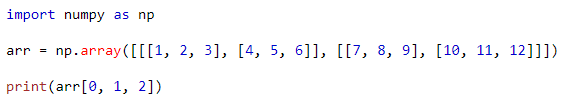 import numpy as np
arr = np.array([[[1, 2, 3], [4, 5, 6]], [[7, 8, 9], [10, 11, 12]]])
print(arr[0, 1, 2])